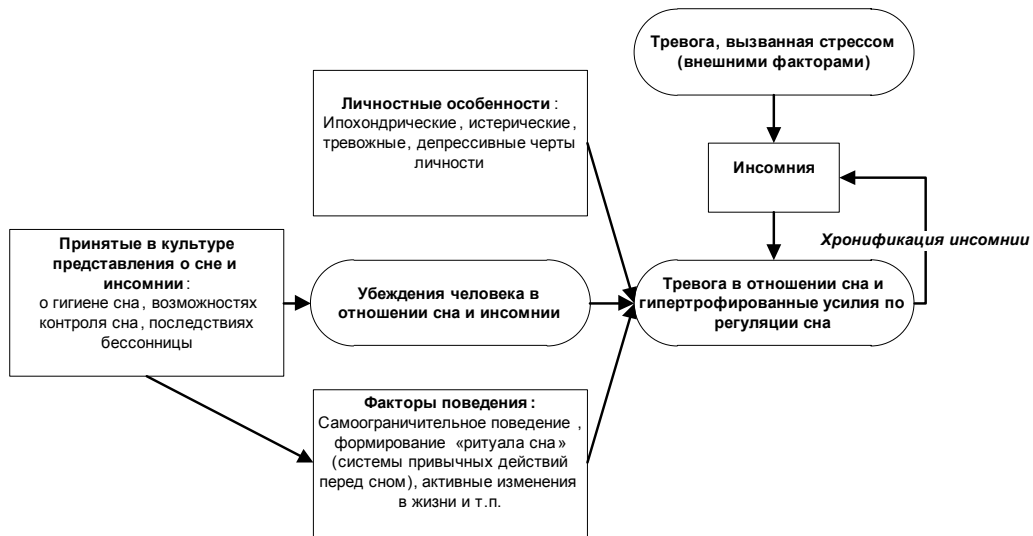 Тревога, вызванная стрессом
(внешними факторами)
Личностные особенности :
Ипохондрические, истерические,
тревожные, депрессивные черты
личности
Инсомния
Хронификация инсомнии
Принятые в культуре
представления о сне и
инсомнии :
о гигиене сна, возможностях
контроля сна, последствиях
бессонницы
Убеждения человека в
отношении сна и инсомнии
Тревога в отношении сна и
гипертрофированные усилия по
регуляции сна
Факторы поведения :
Самоограничительное поведение ,
формирование «ритуала сна»
(системы привычных действий
перед сном), активные изменения
в жизни и т.п.